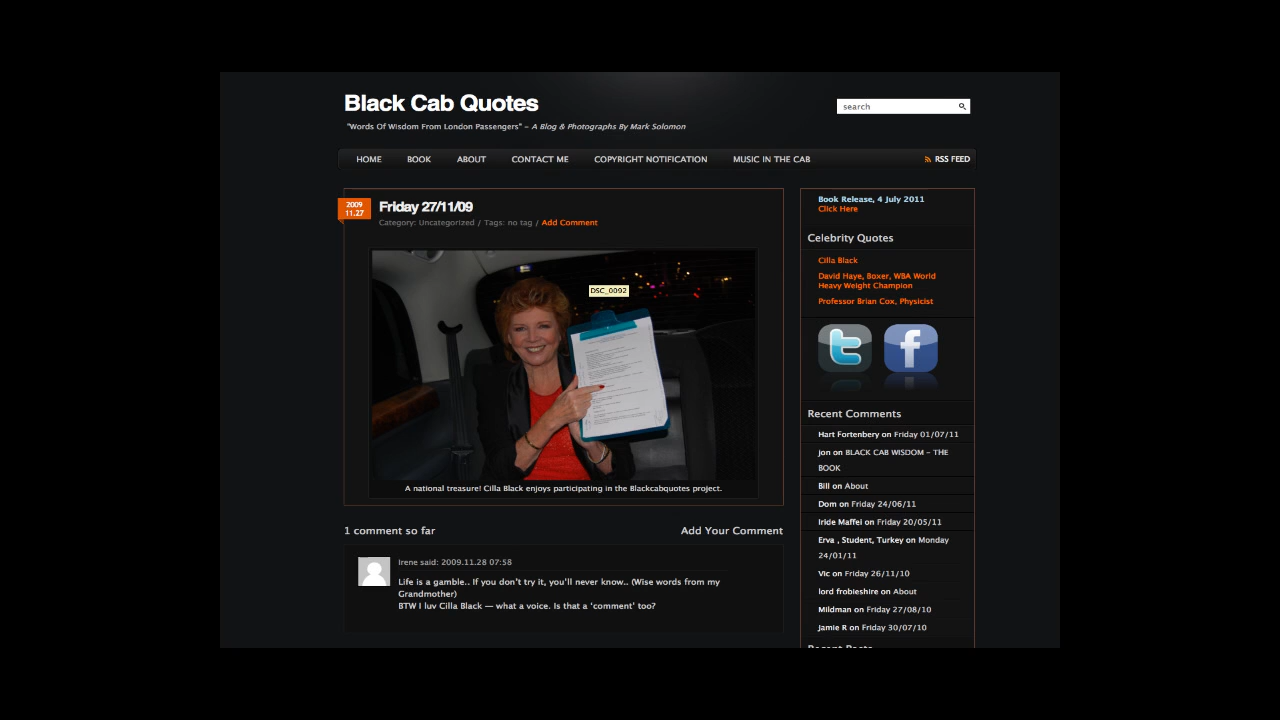 Black Cab Quotes
search
"Words Of Wisdom From London Passengers" – A Blog & Photographs By Mark Solomon
HOME
BOOK
ABOUT
CONTACT ME
COPYRIGHT NOTIFICATION
MUSIC IN THE CAB
RSS FEED
2009
11.27
Friday 27/11/09
Category: Uncategorized / Tags: no tag / Add Comment
DSC_0092
A national treasure! Cilla Black enjoys participating in the Blackcabquotes project.
1 comment so far
Add Your Comment
Irene said: 2009.11.28 07:58
Life is a gamble.. If you don't try it, you'll never know.. (Wise words from my
Grandmother)
BTW I luv Cilla Black — what a voice. Is that a 'comment' too?
Book Release, 4 July 2011
Click Here
Celebrity Quotes
Cilla Black
David Haye, Boxer, WBA World
Heavy Weight Champion
Professor Brian Cox, Physicist
t
f
Recent Comments
Hart Fortenbery on Friday 01/07/11
jon on BLACK CAB WISDOM – THE
BOOK
Bill on About
Dom on Friday 24/06/11
Iride Maffei on Friday 20/05/11
Erva , Student, Turkey on Monday
24/01/11
Vic on Friday 26/11/10
lord frobieshire on About
Mildman on Friday 27/08/10
Jamie R on Friday 30/07/10
Recent Posts